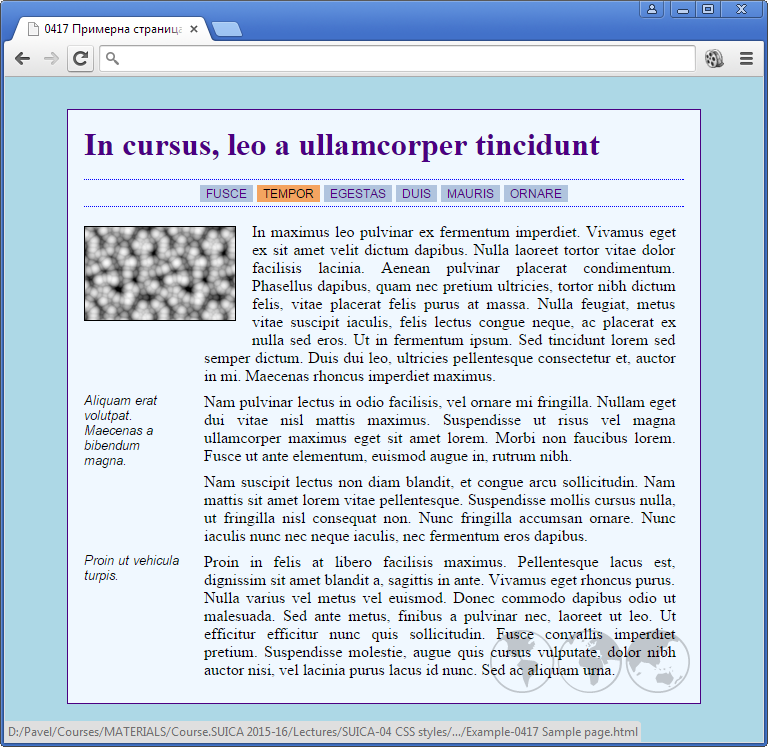 0417 Примерна страница
In cursus, leo a ullamcorper tincidunt
FUSCE TEMPOR EGESTAS DUIS MAURIS ORNARE
In maximus leo pulvinar ex fermentum imperdiet. Vivamus eget
ex sit amet velit dictum dapibus. Nulla laoreet tortor vitae dolor
facilisis lacinia. Aenean pulvinar placerat condimentum.
Phasellus dapibus, quam nec pretium ultricies, tortor nibh dictum
felis, vitae placerat felis purus at massa. Nulla feugiat, metus
vitae suscipit iaculis, felis lectus congue neque, ac placerat ex
nulla sed eros. Ut in fermentum ipsum. Sed tincidunt lorem sed
semper dictum. Duis dui leo, ultricies pellentesque consectetur et, auctor
in mi. Maecenas rhoncus imperdiet maximus.
Aliquam erat
volutpat.
Maecenas a
bibendum
magna.
Nam pulvinar lectus in odio facilisis, vel ornare mi fringilla. Nullam eget
dui vitae nisl mattis maximus. Suspendisse ut risus vel magna
ullamcorper maximus eget sit amet lorem. Morbi non faucibus lorem.
Fusce ut ante elementum, euismod augue in, rutrum nibh.
Nam suscipit lectus non diam blandit, et congue arcu sollicitudin. Nam
mattis sit amet lorem vitae pellentesque. Suspendisse mollis cursus nulla,
ut fringilla nisl consequat non. Nunc fringilla accumsan ornare. Nunc
iaculis nunc nec neque iaculis, nec fermentum eros dapibus.
Proin ut vehicula
turpis.
Proin in felis at libero facilisis maximus. Pellentesque lacus est,
dignissim sit amet blandit a, sagittis in ante. Vivamus eget rhoncus purus.
Nulla varius vel metus vel euismod. Donec commodo dapibus odio ut
malesuada. Sed ante metus, finibus a pulvinar nec, laoreet ut leo. Ut
efficitur efficitur nunc quis sollicitudin. Fusce convallis imperdiet
pretium. Suspendisse molestie, augue quis cursus vulputate, dolor nibh
auctor nisi, vel lacinia purus lacus id nunc. Sed ac aliquam urna.
D:/Pavel/Courses/MATERIALS/Course.SUICA 2015-16/Lectures/SUICA-04 CSS styles/.../Example-0417 Sample page.html